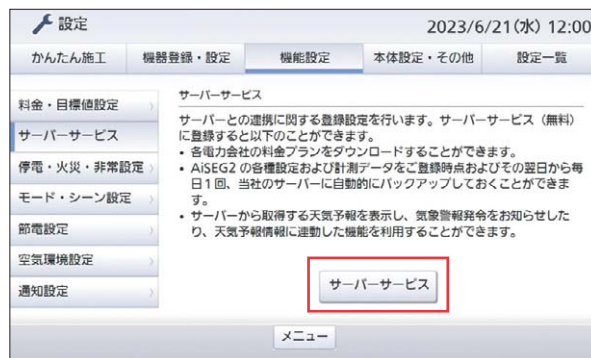 設定
2023/6/21(水) 12:00
かんたん施工
機器登録・設定
機能設定
本体設定・その他
設定一覧
料金・目標値設定
サーバーサービス
停電・火災・非常設定
モード・シーン設定
節電設定
空気環境設定
通知設定
サーバーサービス
サーバーとの連携に関する登録設定を行います。サーバーサービス（無料）
に登録すると以下のことができます。
・各電力会社の料金プランをダウンロードすることができます。
・AiSEG2 の各種設定および計測データをご登録時点およびその翌日から毎
日１回、当社のサーバーに自動的にバックアップしておくことができま
す。
・サーバーから取得する天気予報を表示し、気象警報発令をお知らせした
り、天気予報情報に連動した機能を利用することができます。
サーバーサービス
メニュー